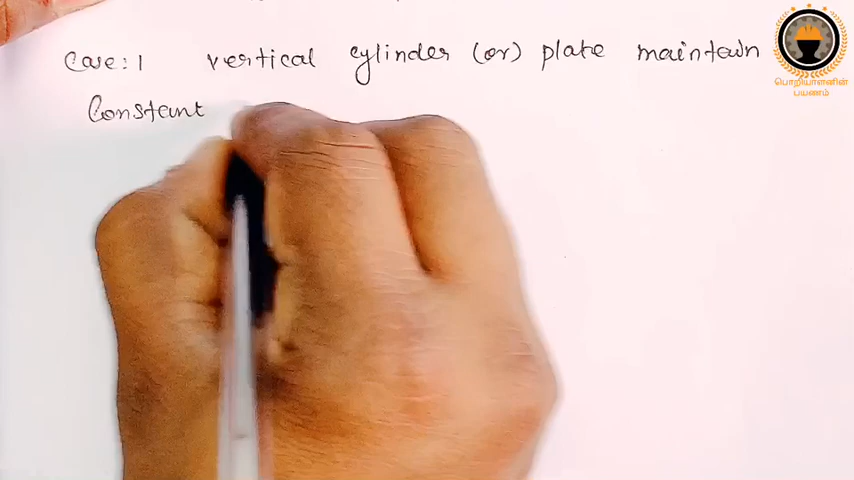 Case: 1 vertical cylinder (or) plate maintain
Constant
பொறியாளனின்
பயணம்